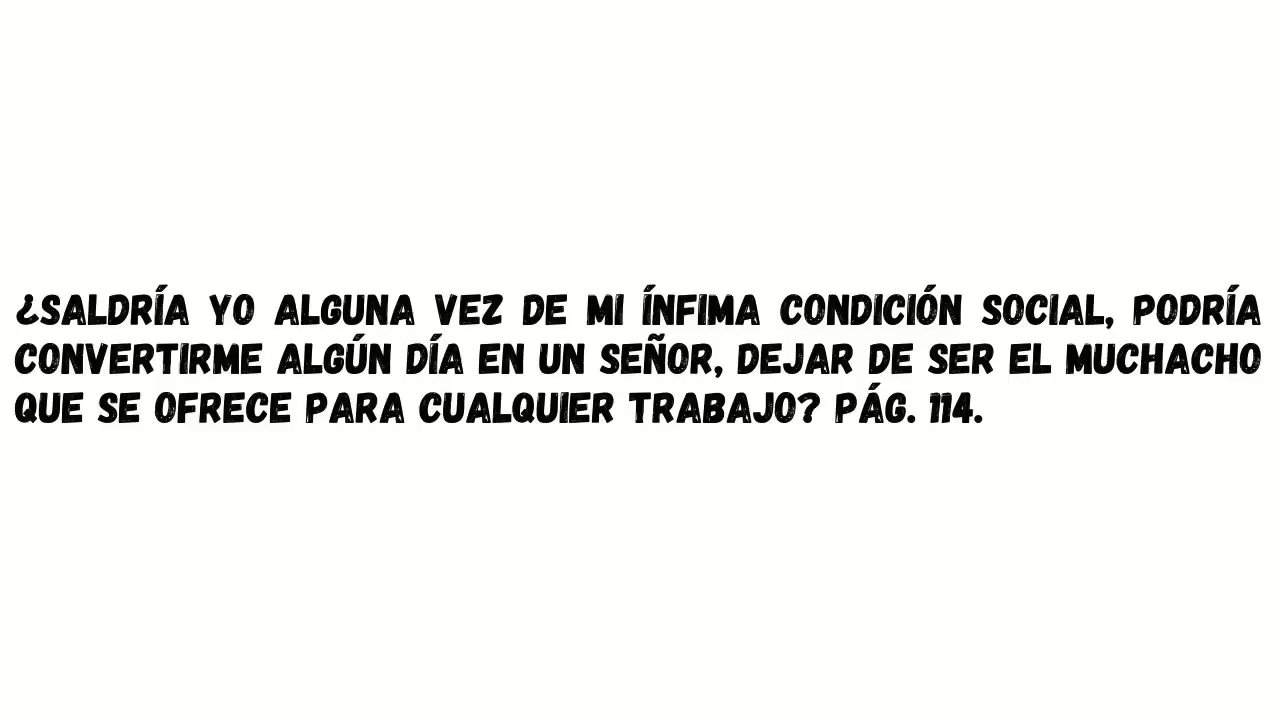 ¿SALDRÍA YO ALGUNA VEZ DE MI ÍNFIMA CONDICIÓN SOCIAL, PODRÍA
CONVERTIRME ALGÚN DÍA EN UN SEÑOR, DEJAR DE SER EL MUCHACHO
QUE SE OFRECE PARA CUALQUIER TRABAJO? PÁG. 114.